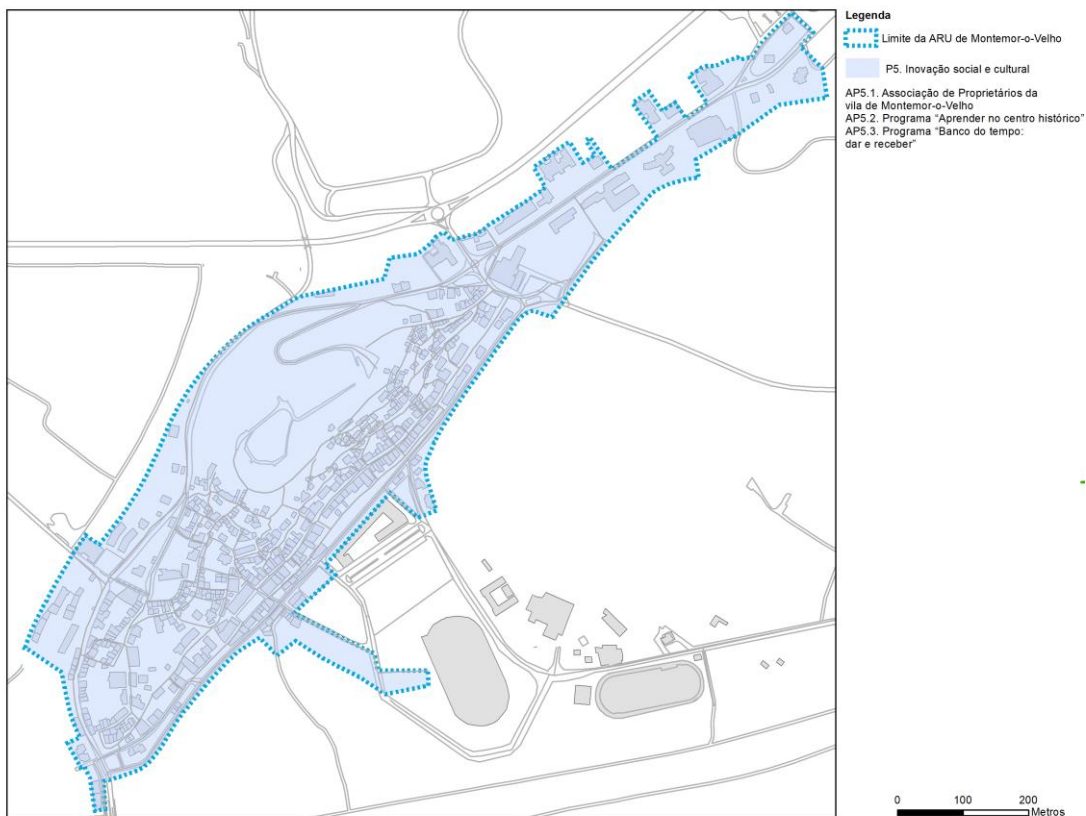 Legenda
Limite da ARU de Montemor-o-Velho
P5. Inovação social e cultural
AP5.1. Associação de Proprietários da
vila de Montemor-o-Velho
AP5.2. Programa “Aprender no centro histórico”
AP5.3. Programa “Banco do tempo:
dar e receber”
0 100 200
Metros